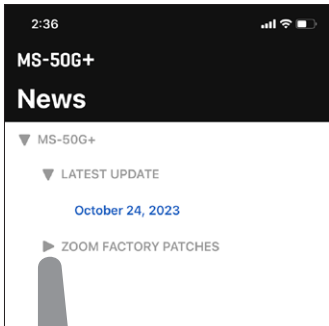 2:36
MS-50G+
News
MS-50G+
LATEST UPDATE
October 24, 2023
ZOOM FACTORY PATCHES